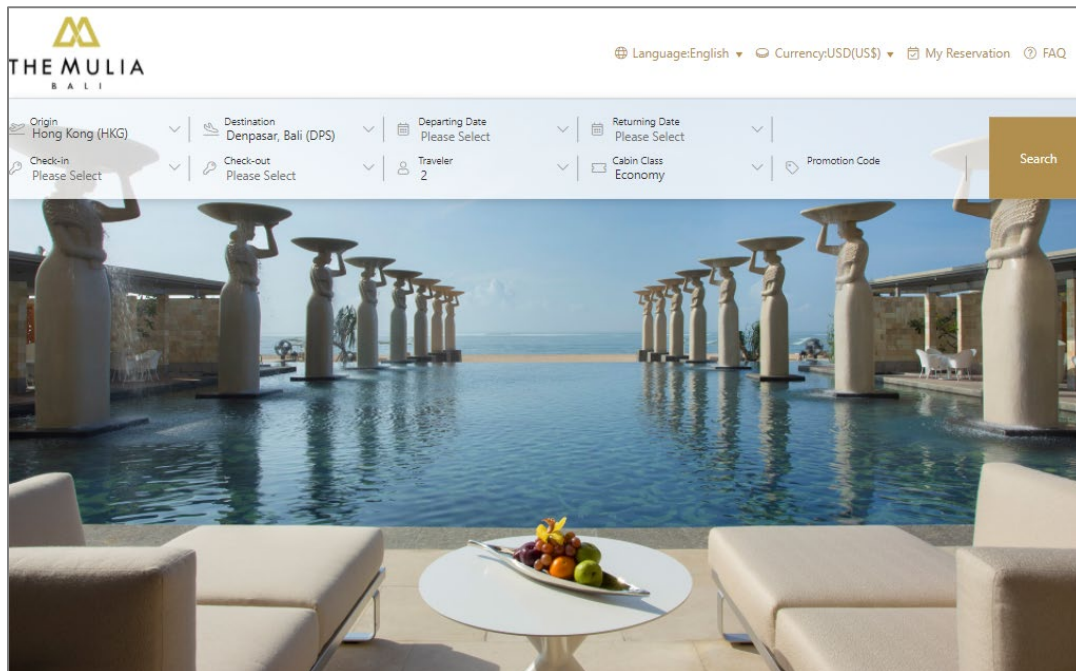 THE MULIA
BALI
Language:English
Currency:USD(US$)
My Reservation
FAQ
Origin
Hong Kong (HKG)
Destination
Denpasar, Bali (DPS)
Departing Date
Please Select
Returning Date
Please Select
Check-in
Please Select
Check-out
Please Select
Traveler
2
Cabin Class
Economy
Promotion Code
Search